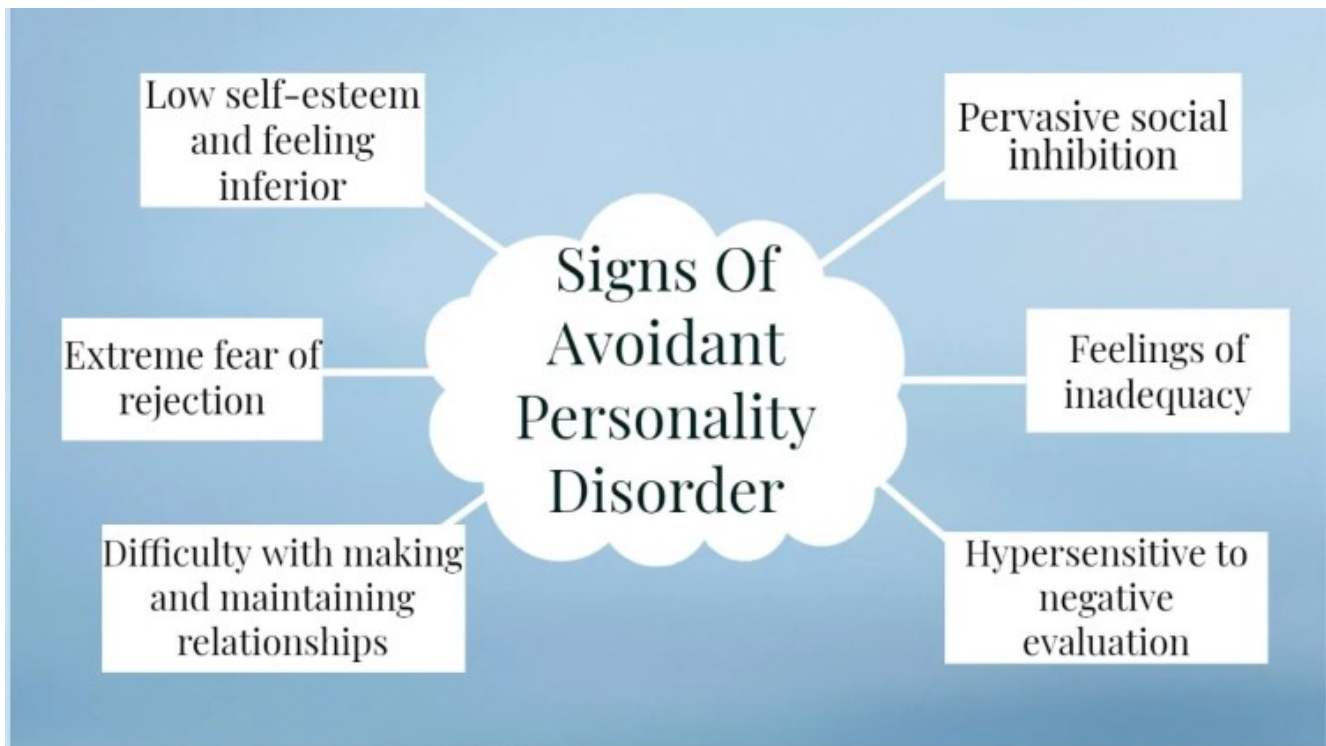 Low self-esteem
and feeling
inferior
Pervasive social
inhibition
Signs Of
Avoidant
Personality
Disorder
Extreme fear of
rejection
Feelings of
inadequacy
Difficulty with making
and maintaining
relationships
Hypersensitive to
negative
evaluation